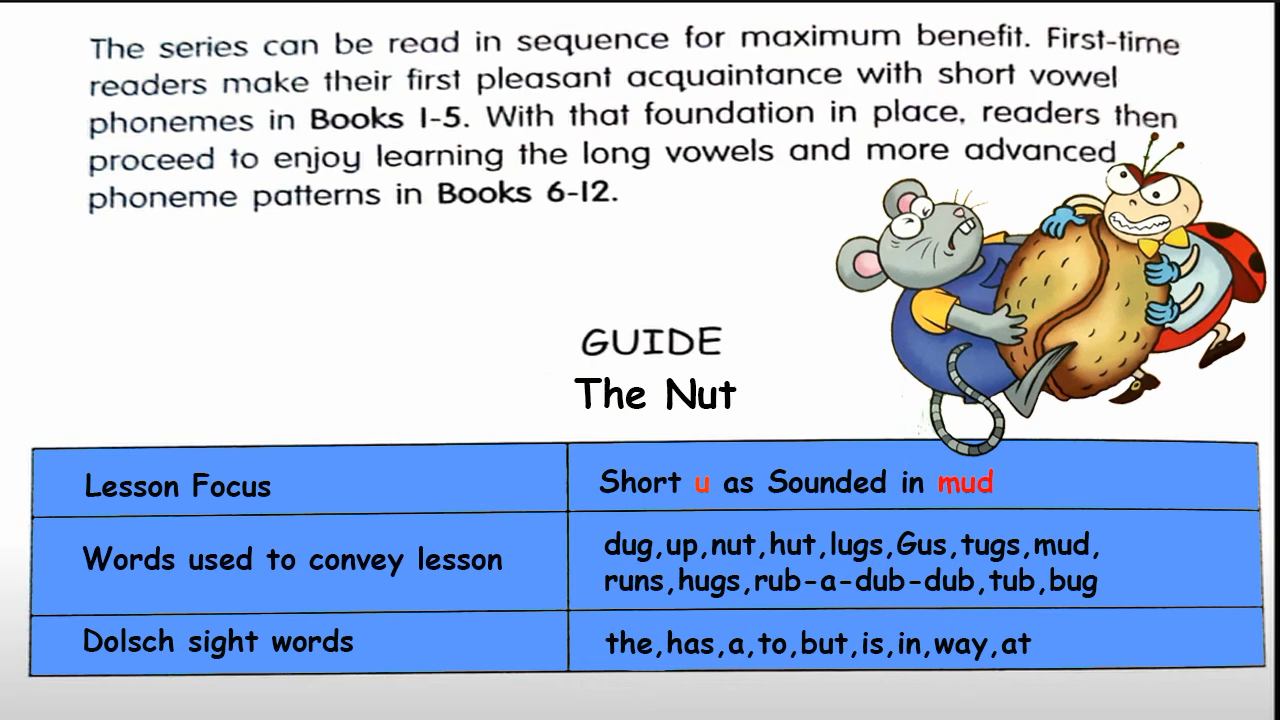 The series can be read in sequence for maximum benefit. First-time
readers make their first pleasant acquaintance with short vowel
phonemes in Books 1-5. With that foundation in place, readers then
proceed to enjoy learning the long vowels and more advanced
phoneme patterns in Books 6-12.
GUIDE
The Nut
Lesson Focus
Short u as Sounded in mud
Words used to convey lesson
dug,up,nut,hut,lugs,Gus,tugs,mud,
runs,hugs,rub-a-dub-dub,tub,bug
Dolsch sight words
the,has,a,to,but,is,in,way,at